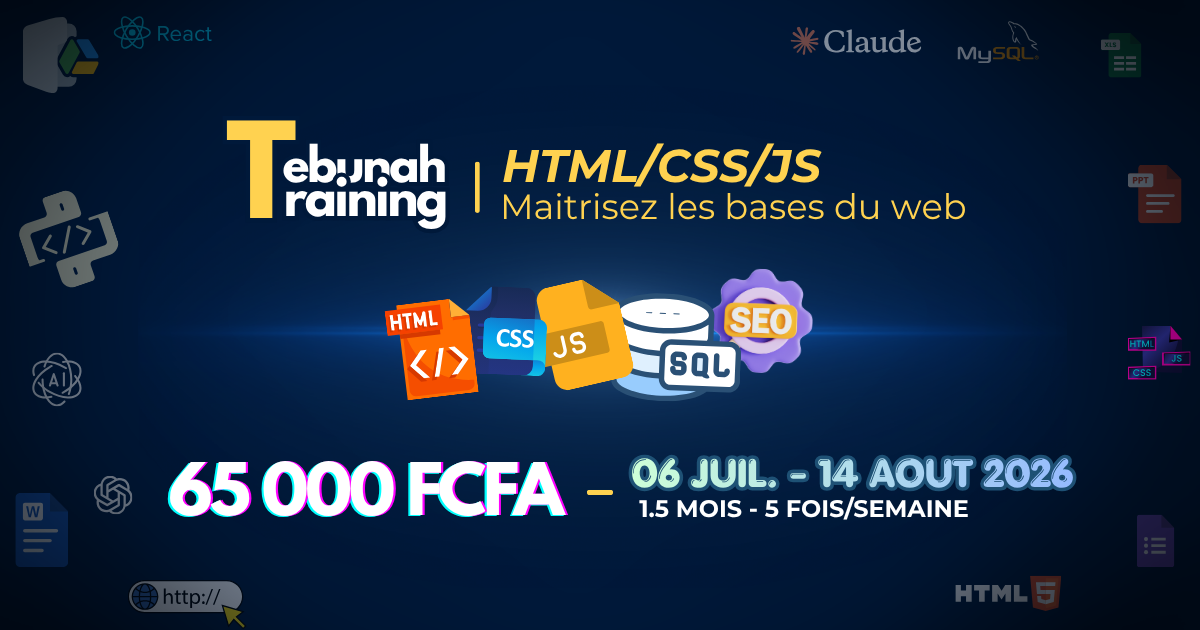 React
Claude
MySQL
XLS
Tebunah
Training
HTML/CSS/JS
Maitrisez les bases du web
PPT
</>
HTML
</>
CSS
JS
SQL
SEO
HTML
JS
CSS
AI
65 000 FCFA – 06 JUIL. - 14 AOUT 2026
1.5 MOIS - 5 FOIS/SEMAINE
W
http://
HTML 5